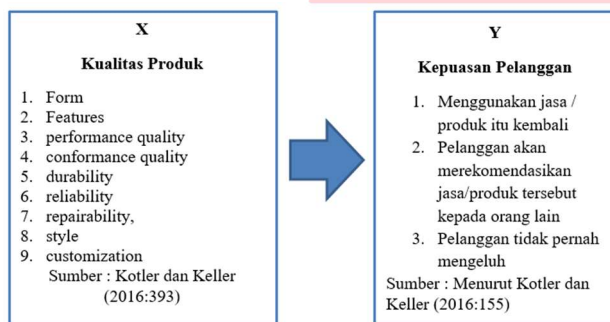 X
Kualitas Produk
1. Form
2. Features
3. performance quality
4. conformance quality
5. durability
6. reliability
7. repairability,
8. style
9. customization
Sumber : Kotler dan Keller
(2016:393)
Y
Kepuasan Pelanggan
1. Menggunakan jasa /
produk itu kembali
2. Pelanggan akan
merekomendasikan
jasa/produk tersebut
kepada orang lain
3. Pelanggan tidak pernah
mengeluh
Sumber : Menurut Kotler dan
Keller (2016:155)